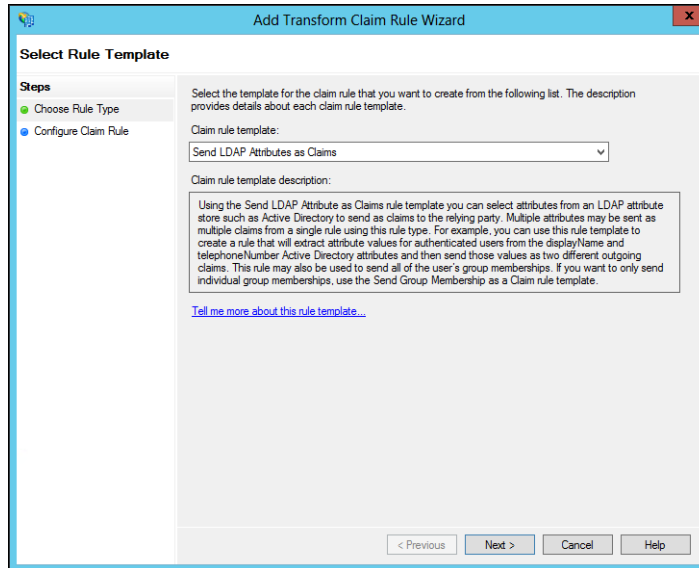 Add Transform Claim Rule Wizard
x
Select Rule Template
Steps
Choose Rule Type
Configure Claim Rule
Select the template for the claim rule that you want to create from the following list. The description
provides details about each claim rule template.
Claim rule template:
Send LDAP Attributes as Claims
Claim rule template description:
Using the Send LDAP Attribute as Claims rule template you can select attributes from an LDAP attribute
store such as Active Directory to send as claims to the relying party. Multiple attributes may be sent as
multiple claims from a single rule using this rule type. For example, you can use this rule template to
create a rule that will extract attribute values for authenticated users from the displayName and
telephoneNumber Active Directory attributes and then send those values as two different outgoing
claims. This rule may also be used to send all of the user's group memberships. If you want to only send
individual group memberships, use the Send Group Membership as a Claim rule template.
Tell me more about this rule template...
< Previous
Next >
Cancel
Help